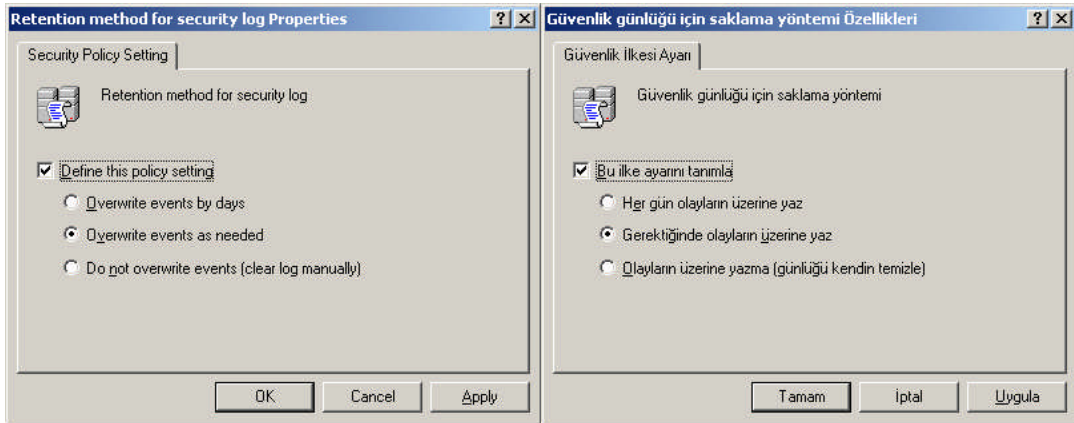 Retention method for security log Properties
Security Policy Setting
Retention method for security log
Define this policy setting
Overwrite events by days
Overwrite events as needed
Do not overwrite events (clear log manually)
OK Cancel Apply
Güvenlik günlüğü için saklama yöntemi Özellikleri
Güvenlik İlkesi Ayarı
Güvenlik günlüğü için saklama yöntemi
Bu ilke ayarını tanımla
Her gün olayların üzerine yaz
Gerektiğinde olayların üzerine yaz
Olayların üzerine yazma (günlüğü kendin temizle)
Tamam İptal Uygula